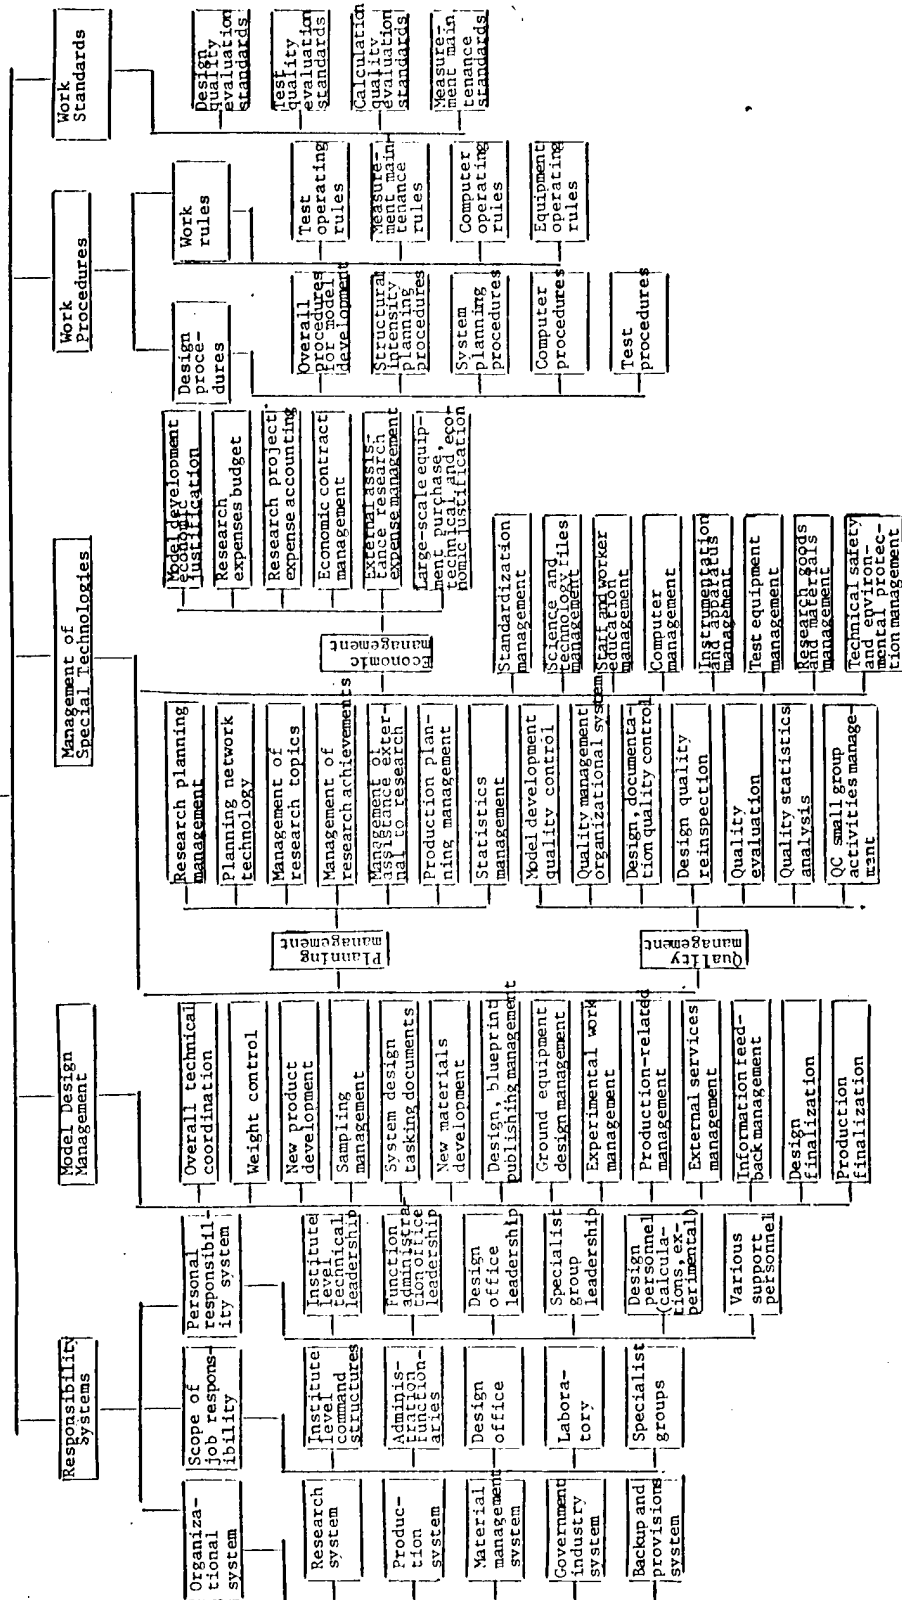 Responsibility
Systems
Model Design
Management
Management of
Special Technologies
Work
Procedures
Work
Standards
Organiza-
tional
system
Scope of
job respons-
ibility
Personal
responsibil-
ity system
Research
system
Produc-
tion
system
Material
management
system
Government
industry
system
Backup and
provisions
system
Institute
level
command
structures
Adminis-
tration
function-
aries
Design
office
Labora-
tory
Specialist
groups
Institute
level
technical
leadership
Function
administra
tion office
leadership
Design
office
leadership
Specialist
group
leadership
Design
personnel
(calcula-
tions, ex-
perimental)
Various
support
personnel
Overall technical
coordination
Weight control
New product
development
Sampling
management
System design
tasking documents
New materials
development
Design, blueprint
publishing management
Ground equipment
design management
Experimental work
management
Production-related
management
External services
management
Information feed-
back management
Design
finalization
Production
finalization
Planning
management
Quality
management
Research planning
management
Planning network
technology
Management of
research topics
Management of
research achievements
Management of
assistance exter-
nal to research
Production plan-
ning management
Statistics
management
Model development
quality control
Quality management
organizational system
Design, documenta-
tion quality control
Design quality
reinspection
Quality
evaluation
Quality statistics
analysis
QC small group
activities manage-
ment
Economic
management
Model development
economic
justification
Research
expenses budget
Research project
expense accounting
Economic contract
management
External assis-
tance research
expense management
Large-scale equip-
ment purchase,
technical and eco-
nomic justification
Standardization
management
Science and
technology files
management
Staff and worker
education
management
Computer
management
Instrumentation
and apparatus
management
Test equipment
management
Research goods
and materials
management
Technical safety
and environ-
mental protec-
tion management
Design
proce-
dures
Work
rules
Overall
procedures
for model
development
Structural
intensity
planning
procedures
System
planning
procedures
Computer
procedures
Test
procedures
Test
operating
rules
Measure-
ment main
tenance
rules
Computer
operating
rules
Equipment
operating
rules
Design
quality
evaluation
standards
Test
quality
evaluation
standards
Calculation
quality
evaluation
standards
Measure-
ment main
tenance
standards